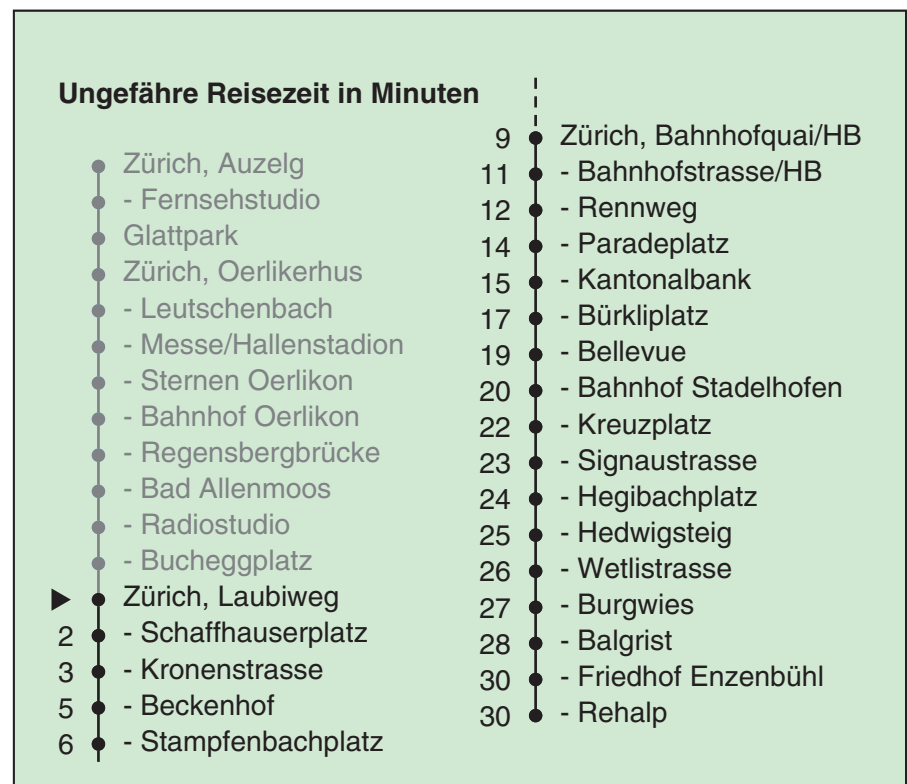 Ungefähre Reisezeit in Minuten
Zürich, Auzelg
- Fernsehstudio
Glattpark
Zürich, Oerlikerhus
- Leutschenbach
- Messe/Hallenstadion
- Sternen Oerlikon
- Bahnhof Oerlikon
- Regensbergbrücke
- Bad Allenmoos
- Radiostudio
- Bucheggplatz
Zürich, Laubiweg
2 - Schaffhauserplatz
3 - Kronenstrasse
5 - Beckenhof
6 - Stampfenbachplatz
9 Zürich, Bahnhofquai/HB
11 - Bahnhofstrasse/HB
12 - Rennweg
14 - Paradeplatz
15 - Kantonalbank
17 - Bürkliplatz
19 - Bellevue
20 - Bahnhof Stadelhofen
22 - Kreuzplatz
23 - Signaustrasse
24 - Hegibachplatz
25 - Hedwigsteig
26 - Wetlistrasse
27 - Burgwies
28 - Balgrist
30 - Friedhof Enzenbühl
30 - Rehalp